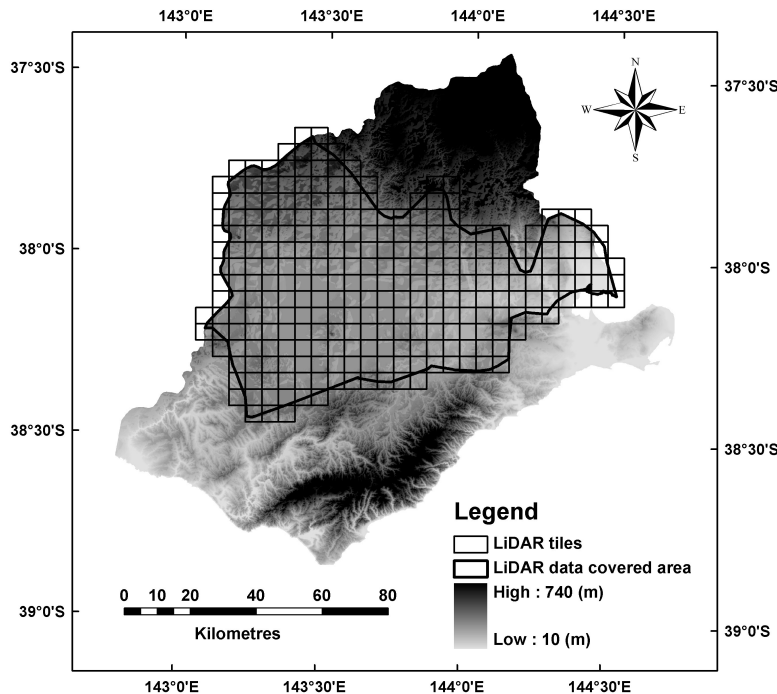 143°0'E 143°30'E 144°0'E 144°30'E
37°30'S 37°30'S
N
W E
S
38°0'S 38°0'S
38°30'S 38°30'S
Legend
LiDAR tiles
LiDAR data covered area
High : 740 (m)
Low : 10 (m)
0 10 20 40 60 80
Kilometres
39°0'S 39°0'S
143°0'E 143°30'E 144°0'E 144°30'E